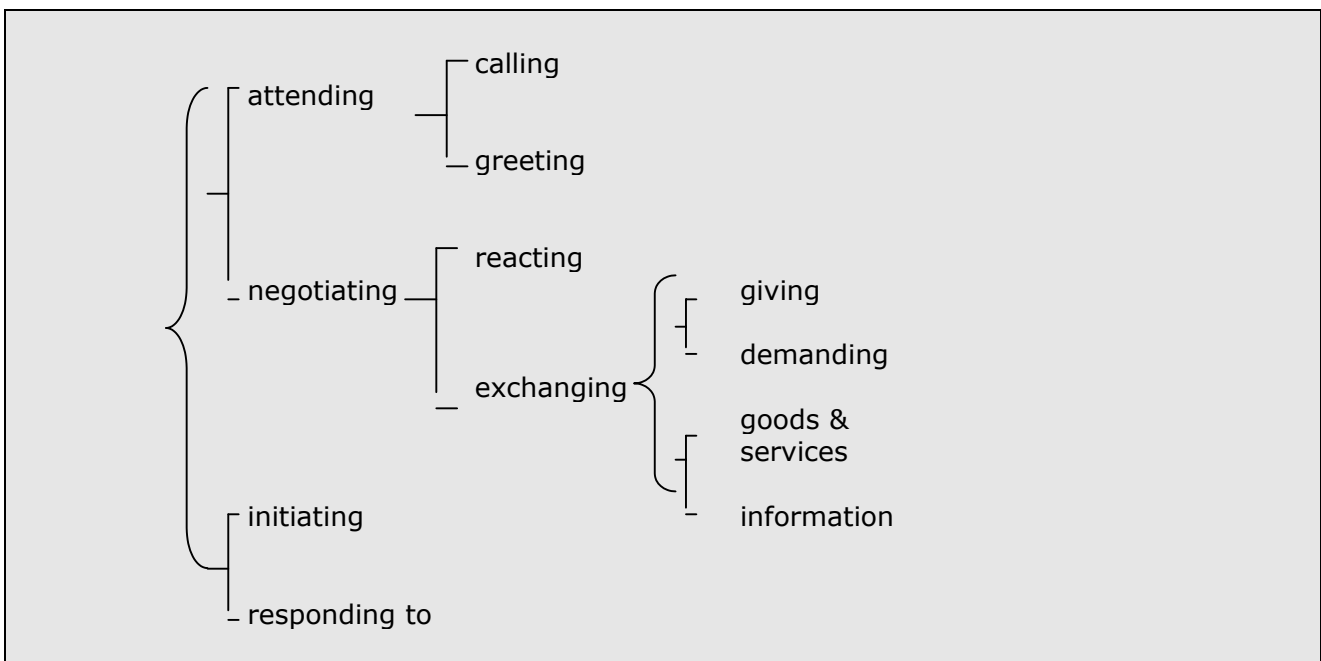 calling
attending
greeting
reacting
negotiating
giving
demanding
exchanging
goods &
services
initiating
information
responding to